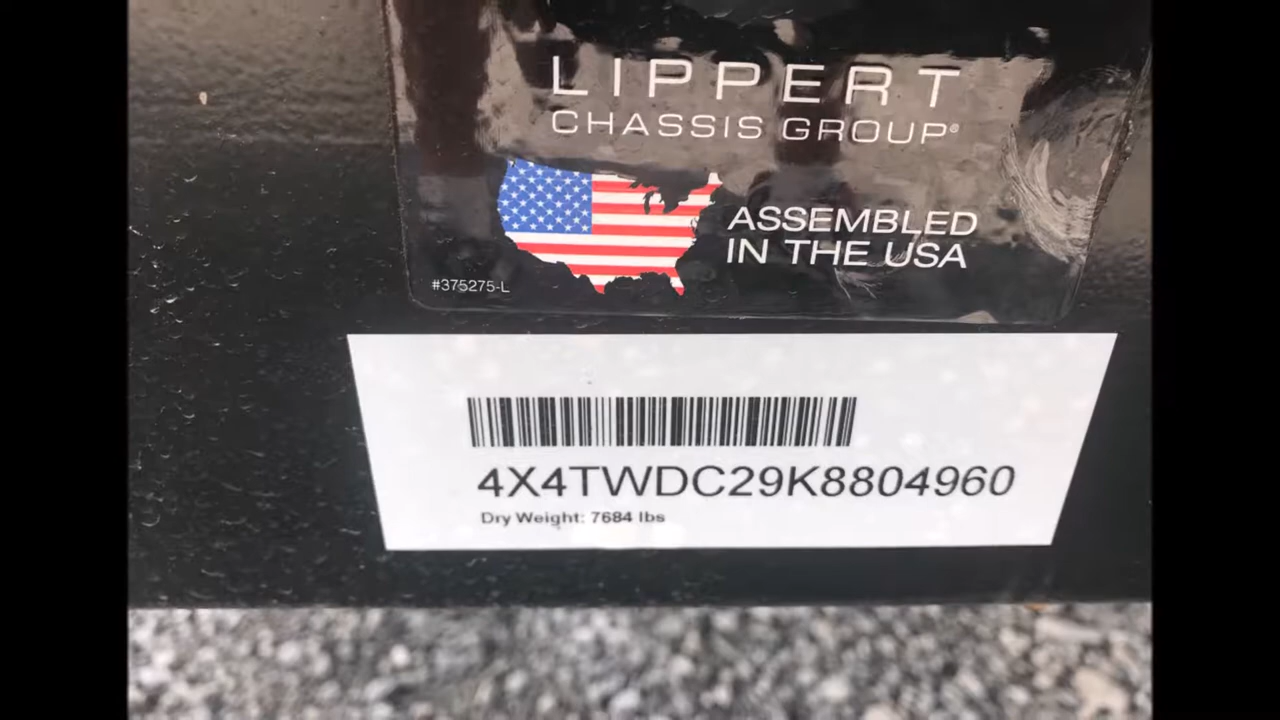 LIPPERT
CHASSIS GROUP®
ASSEMBLED
IN THE USA
#375275-L
4X4TWDC29K8804960
Dry Weight: 7684 lbs